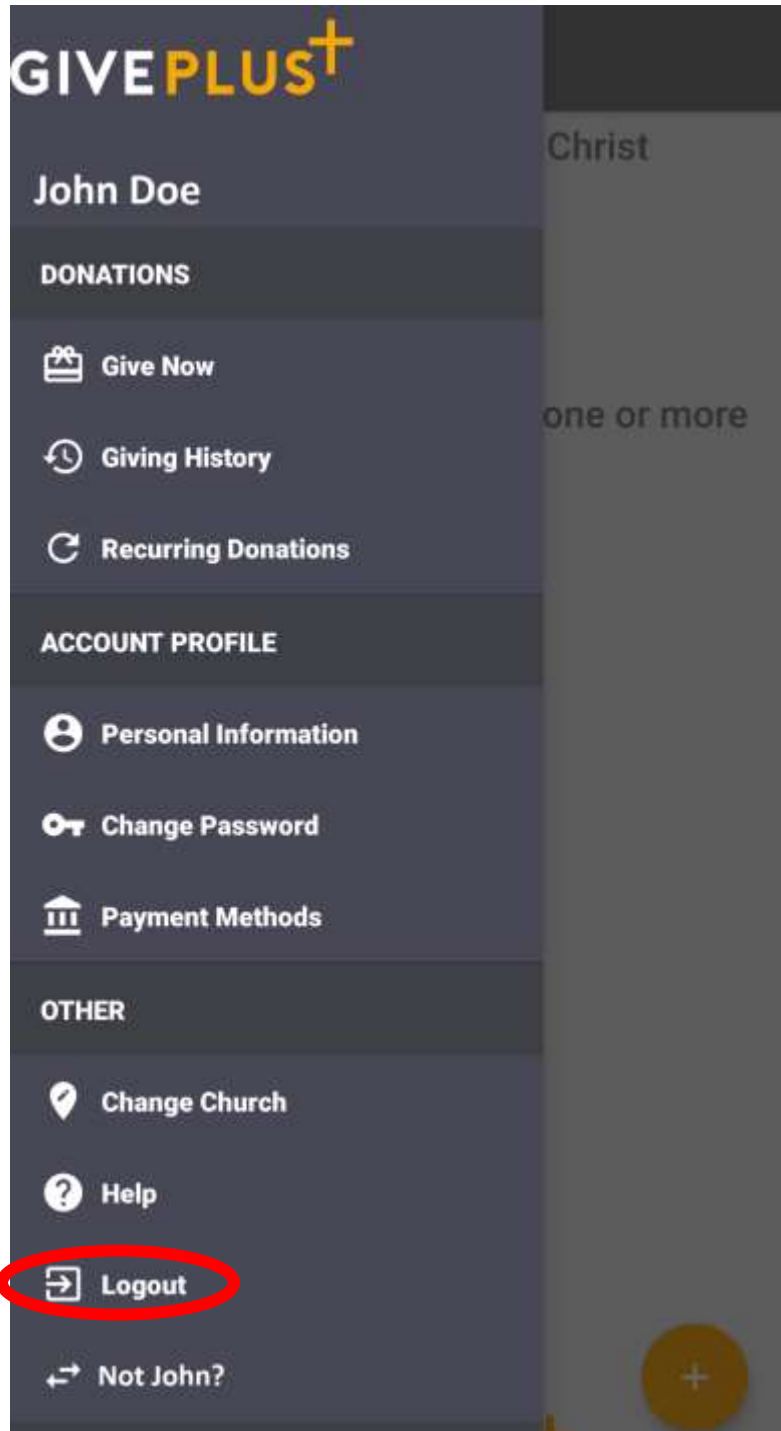 GIVEPLUS+
Christ
John Doe
DONATIONS
Give Now
one or more
Giving History
Recurring Donations
ACCOUNT PROFILE
Personal Information
Change Password
Payment Methods
OTHER
Change Church
Help
Logout
Not John?
+